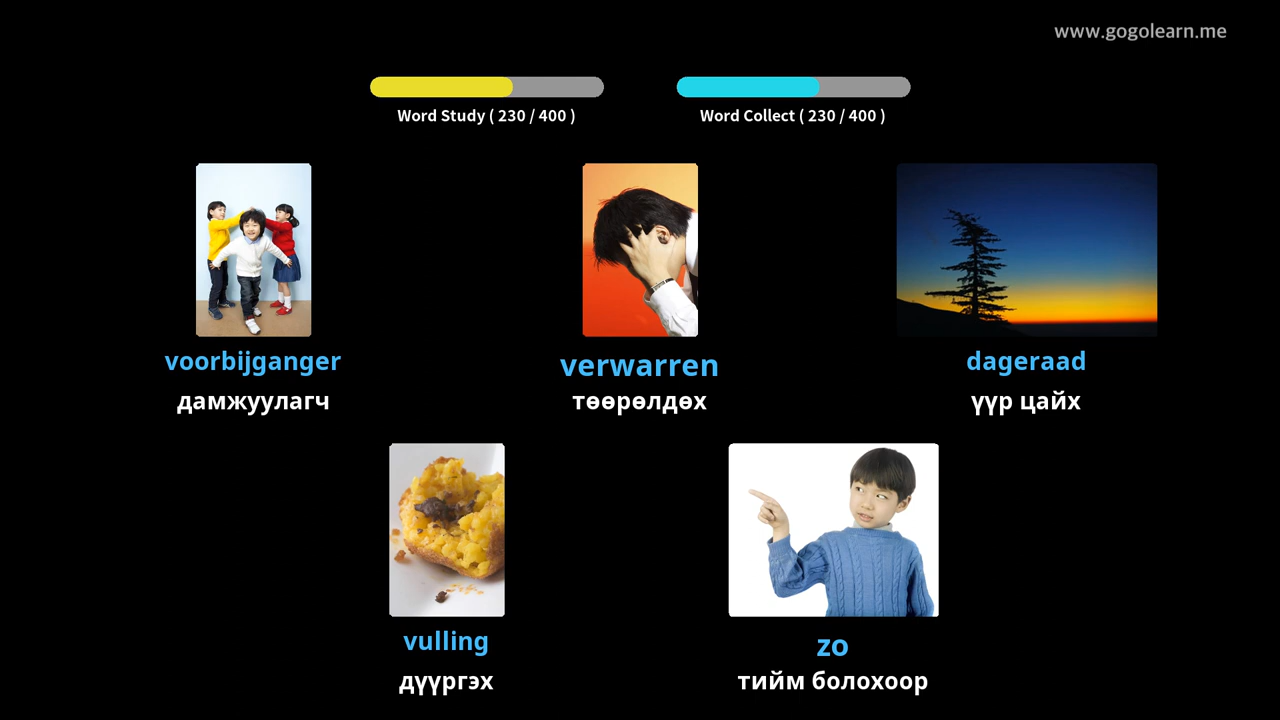 www.gogolearn.me
Word Study ( 230 / 400 )
Word Collect ( 230 / 400 )
voorbijganger
дамжуулагч
verwarren
төөрөлдөх
dageraad
үүр цайх
vulling
дүүргэх
zo
тийм болохоор